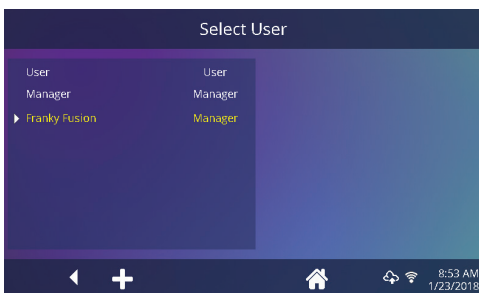 Select User
User User
Manager Manager
Franky Fusion Manager
8:53 AM
1/23/2018